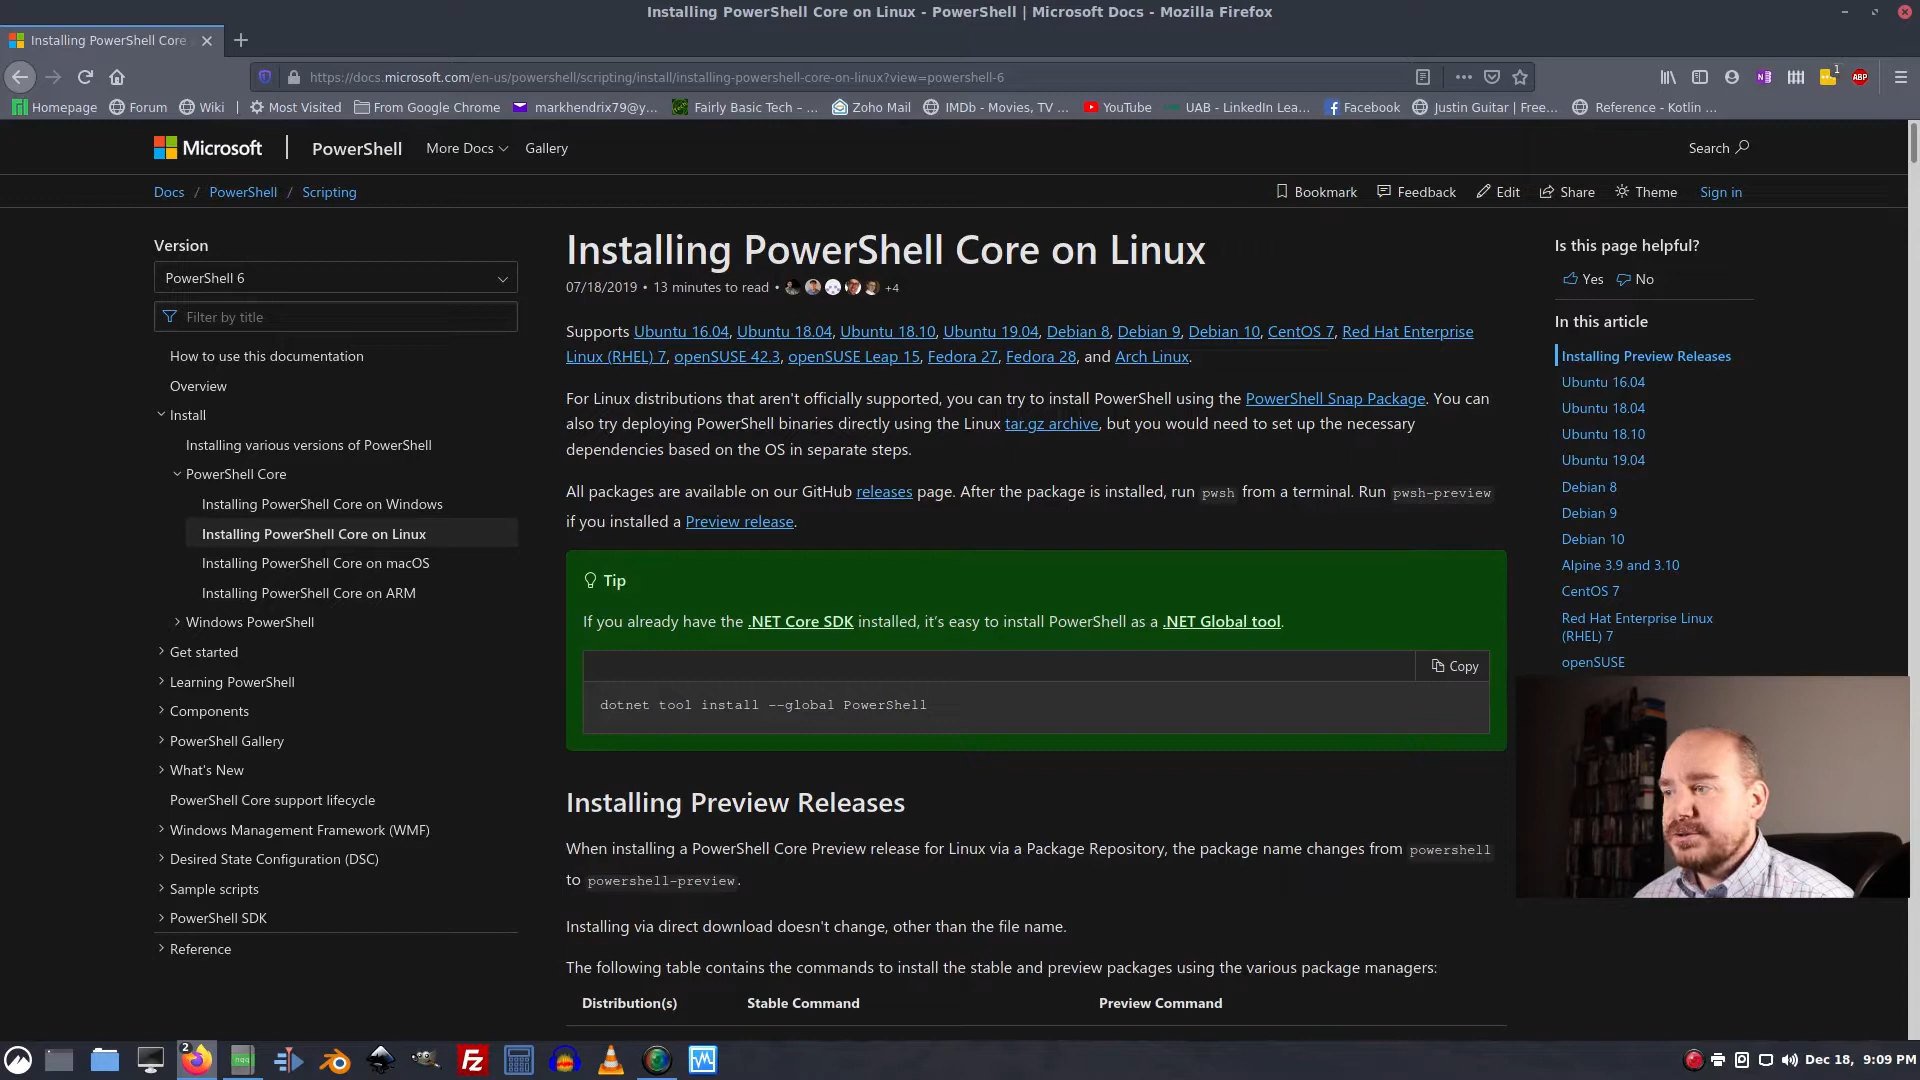 Installing PowerShell Core on Linux - PowerShell | Microsoft Docs - Mozilla Firefox
Installing PowerShell Core
https://docs.microsoft.com/en-us/powershell/scripting/install/installing-powershell-core-on-linux?view=powershell-6
1
ABP
Homepage
Forum
Wiki
Most Visited
From Google Chrome
markhendrix79@y...
Fairly Basic Tech - ...
Zoho Mail
IMDb - Movies, TV ...
YouTube
UAB - LinkedIn Lea...
Facebook
Justin Guitar | Free...
Reference - Kotlin ...
Microsoft
PowerShell
More Docs
Gallery
Search
Docs / PowerShell / Scripting
Bookmark
Feedback
Edit
Share
Theme
Sign in
Version
PowerShell 6
Filter by title
How to use this documentation
Overview
Install
Installing various versions of PowerShell
PowerShell Core
Installing PowerShell Core on Windows
Installing PowerShell Core on Linux
Installing PowerShell Core on macOS
Installing PowerShell Core on ARM
Windows PowerShell
Get started
Learning PowerShell
Components
PowerShell Gallery
What's New
PowerShell Core support lifecycle
Windows Management Framework (WMF)
Desired State Configuration (DSC)
Sample scripts
PowerShell SDK
Reference
Installing PowerShell Core on Linux
07/18/2019 • 13 minutes to read • +4
Supports Ubuntu 16.04, Ubuntu 18.04, Ubuntu 18.10, Ubuntu 19.04, Debian 8, Debian 9, Debian 10, CentOS 7, Red Hat Enterprise
Linux (RHEL) 7, openSUSE 42.3, openSUSE Leap 15, Fedora 27, Fedora 28, and Arch Linux.
For Linux distributions that aren't officially supported, you can try to install PowerShell using the PowerShell Snap Package. You can
also try deploying PowerShell binaries directly using the Linux tar.gz archive, but you would need to set up the necessary
dependencies based on the OS in separate steps.
All packages are available on our GitHub releases page. After the package is installed, run pwsh from a terminal. Run pwsh-preview
if you installed a Preview release.
Tip
If you already have the .NET Core SDK installed, it's easy to install PowerShell as a .NET Global tool.
Copy
dotnet tool install --global PowerShell
Installing Preview Releases
When installing a PowerShell Core Preview release for Linux via a Package Repository, the package name changes from powershell
to powershell-preview.
Installing via direct download doesn't change, other than the file name.
The following table contains the commands to install the stable and preview packages using the various package managers:
Distribution(s)
Stable Command
Preview Command
Is this page helpful?
Yes
No
In this article
Installing Preview Releases
Ubuntu 16.04
Ubuntu 18.04
Ubuntu 18.10
Ubuntu 19.04
Debian 8
Debian 9
Debian 10
Alpine 3.9 and 3.10
CentOS 7
Red Hat Enterprise Linux
(RHEL) 7
openSUSE
2
nqq
Fz
Dec 18, 9:09 PM